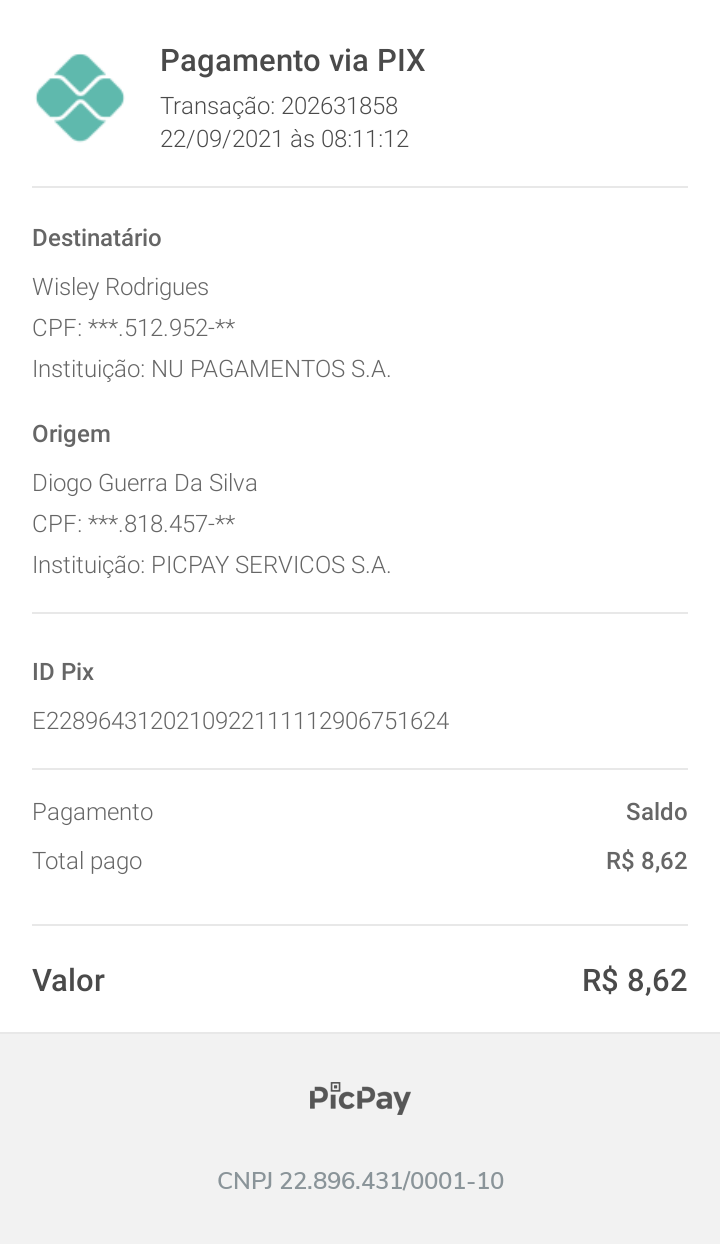 Pagamento via PIX
Transação: 202631858
22/09/2021 às 08:11:12
Destinatário
Wisley Rodrigues
CPF: ***.512.952-**
Instituição: NU PAGAMENTOS S.A.
Origem
Diogo Guerra Da Silva
CPF: ***.818.457-**
Instituição: PICPAY SERVICOS S.A.
ID Pix
E22896431202109221111112906751624
Pagamento Saldo
Total pago R$ 8,62
Valor R$ 8,62
PicPay
CNPJ 22.896.431/0001-10